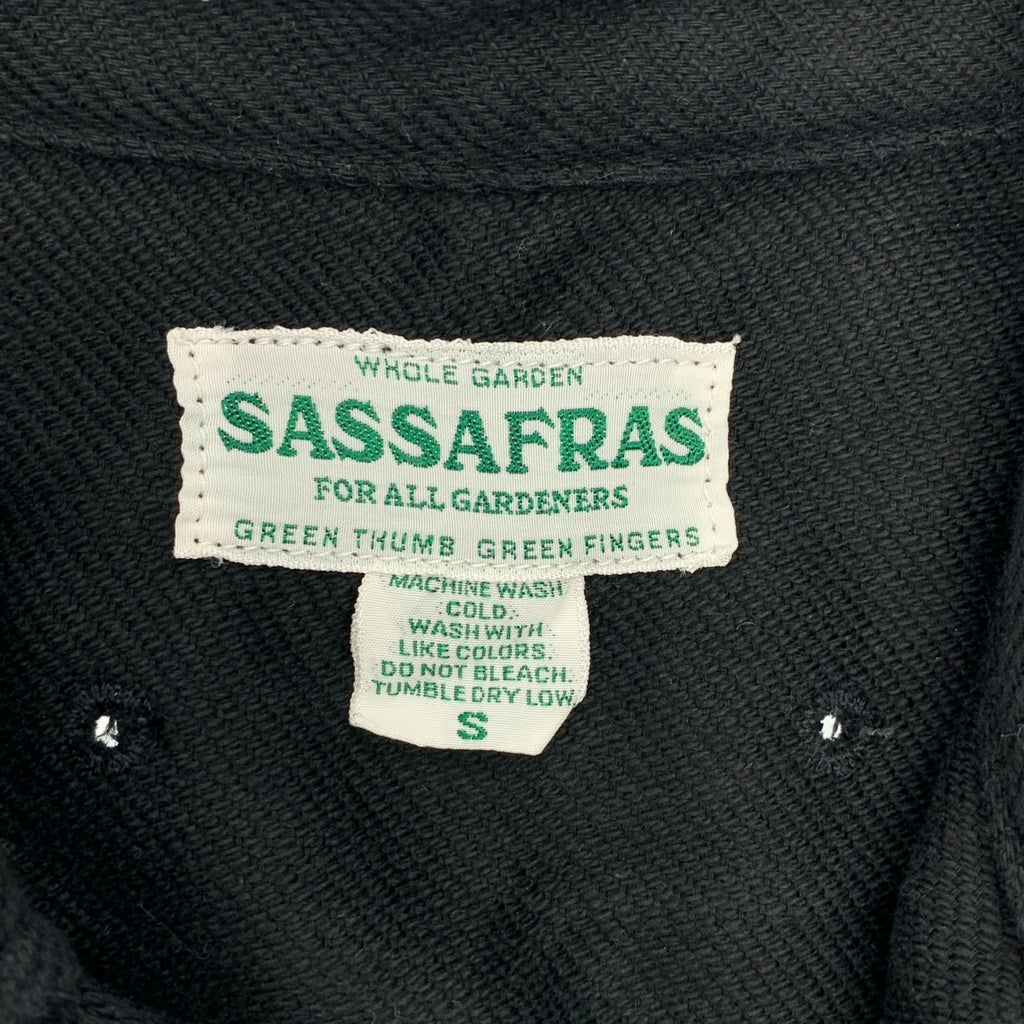 WHOLE GARDEN
SASSAFRAS
FOR ALL GARDENERS
GREEN THUMB GREEN FINGERS
MACHINE WASH
COLD.
WASH WITH
LIKE COLORS.
DO NOT BLEACH.
TUMBLE DRY LOW.
S